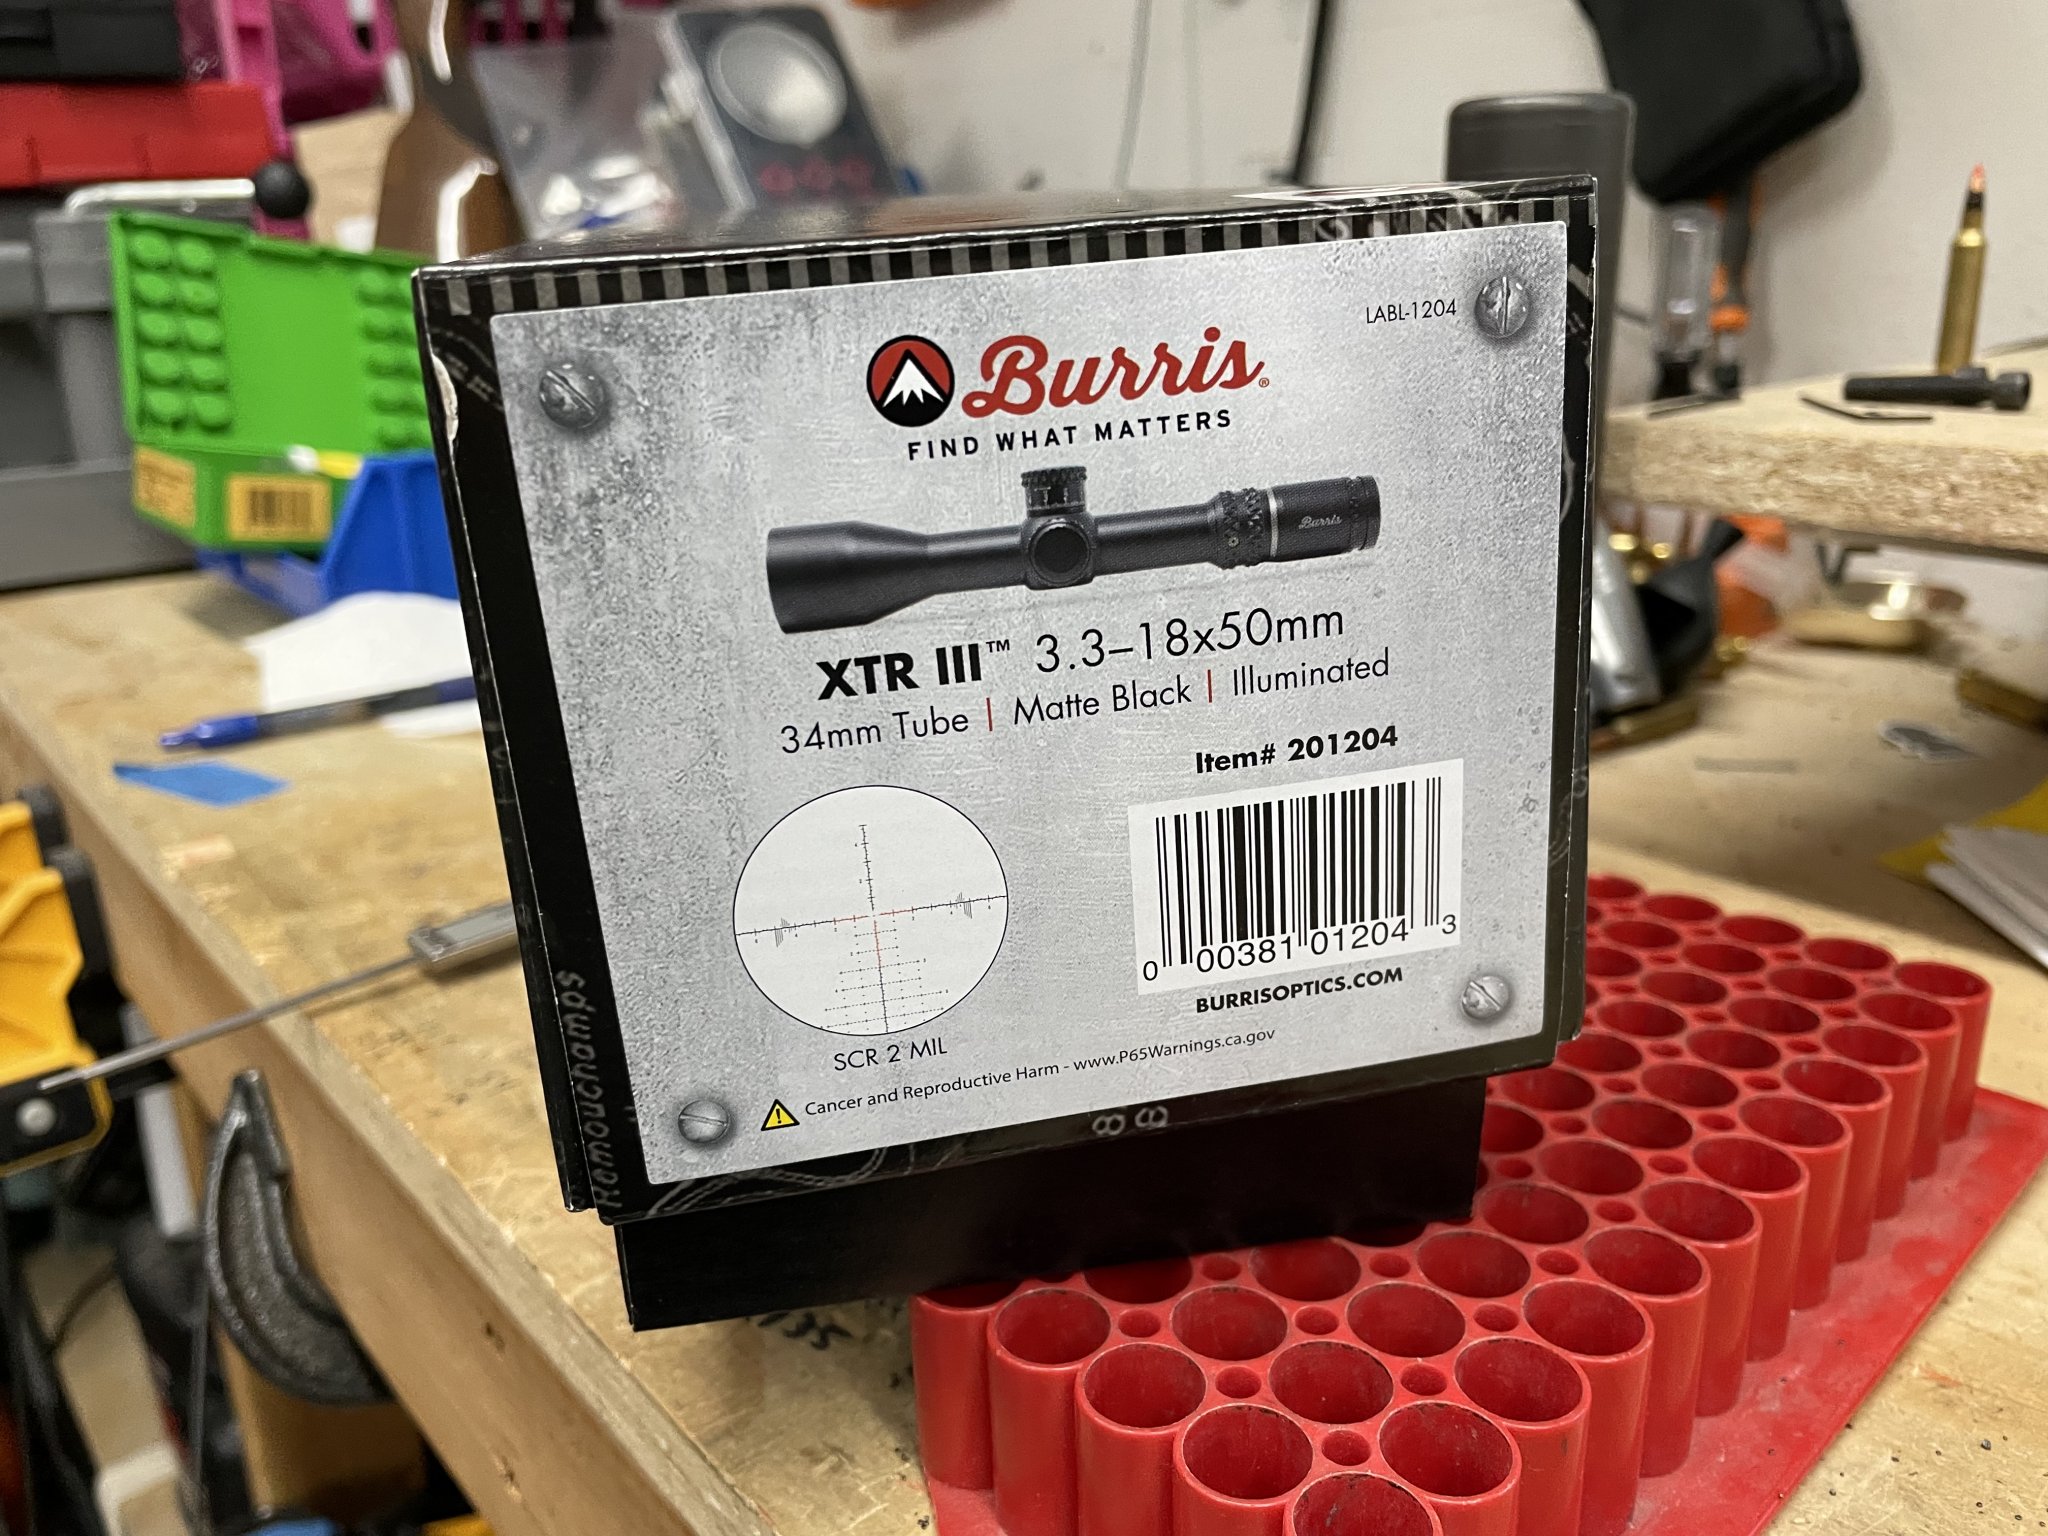 LABL-1204
Burris®
FIND WHAT MATTERS
Burris
XTR III™ 3.3–18x50mm
34mm Tube | Matte Black | Illuminated
Item# 201204
0 00381 01204 3
BURRISOPTICS.COM
SCR 2 MIL
Cancer and Reproductive Harm - www.P65Warnings.ca.gov